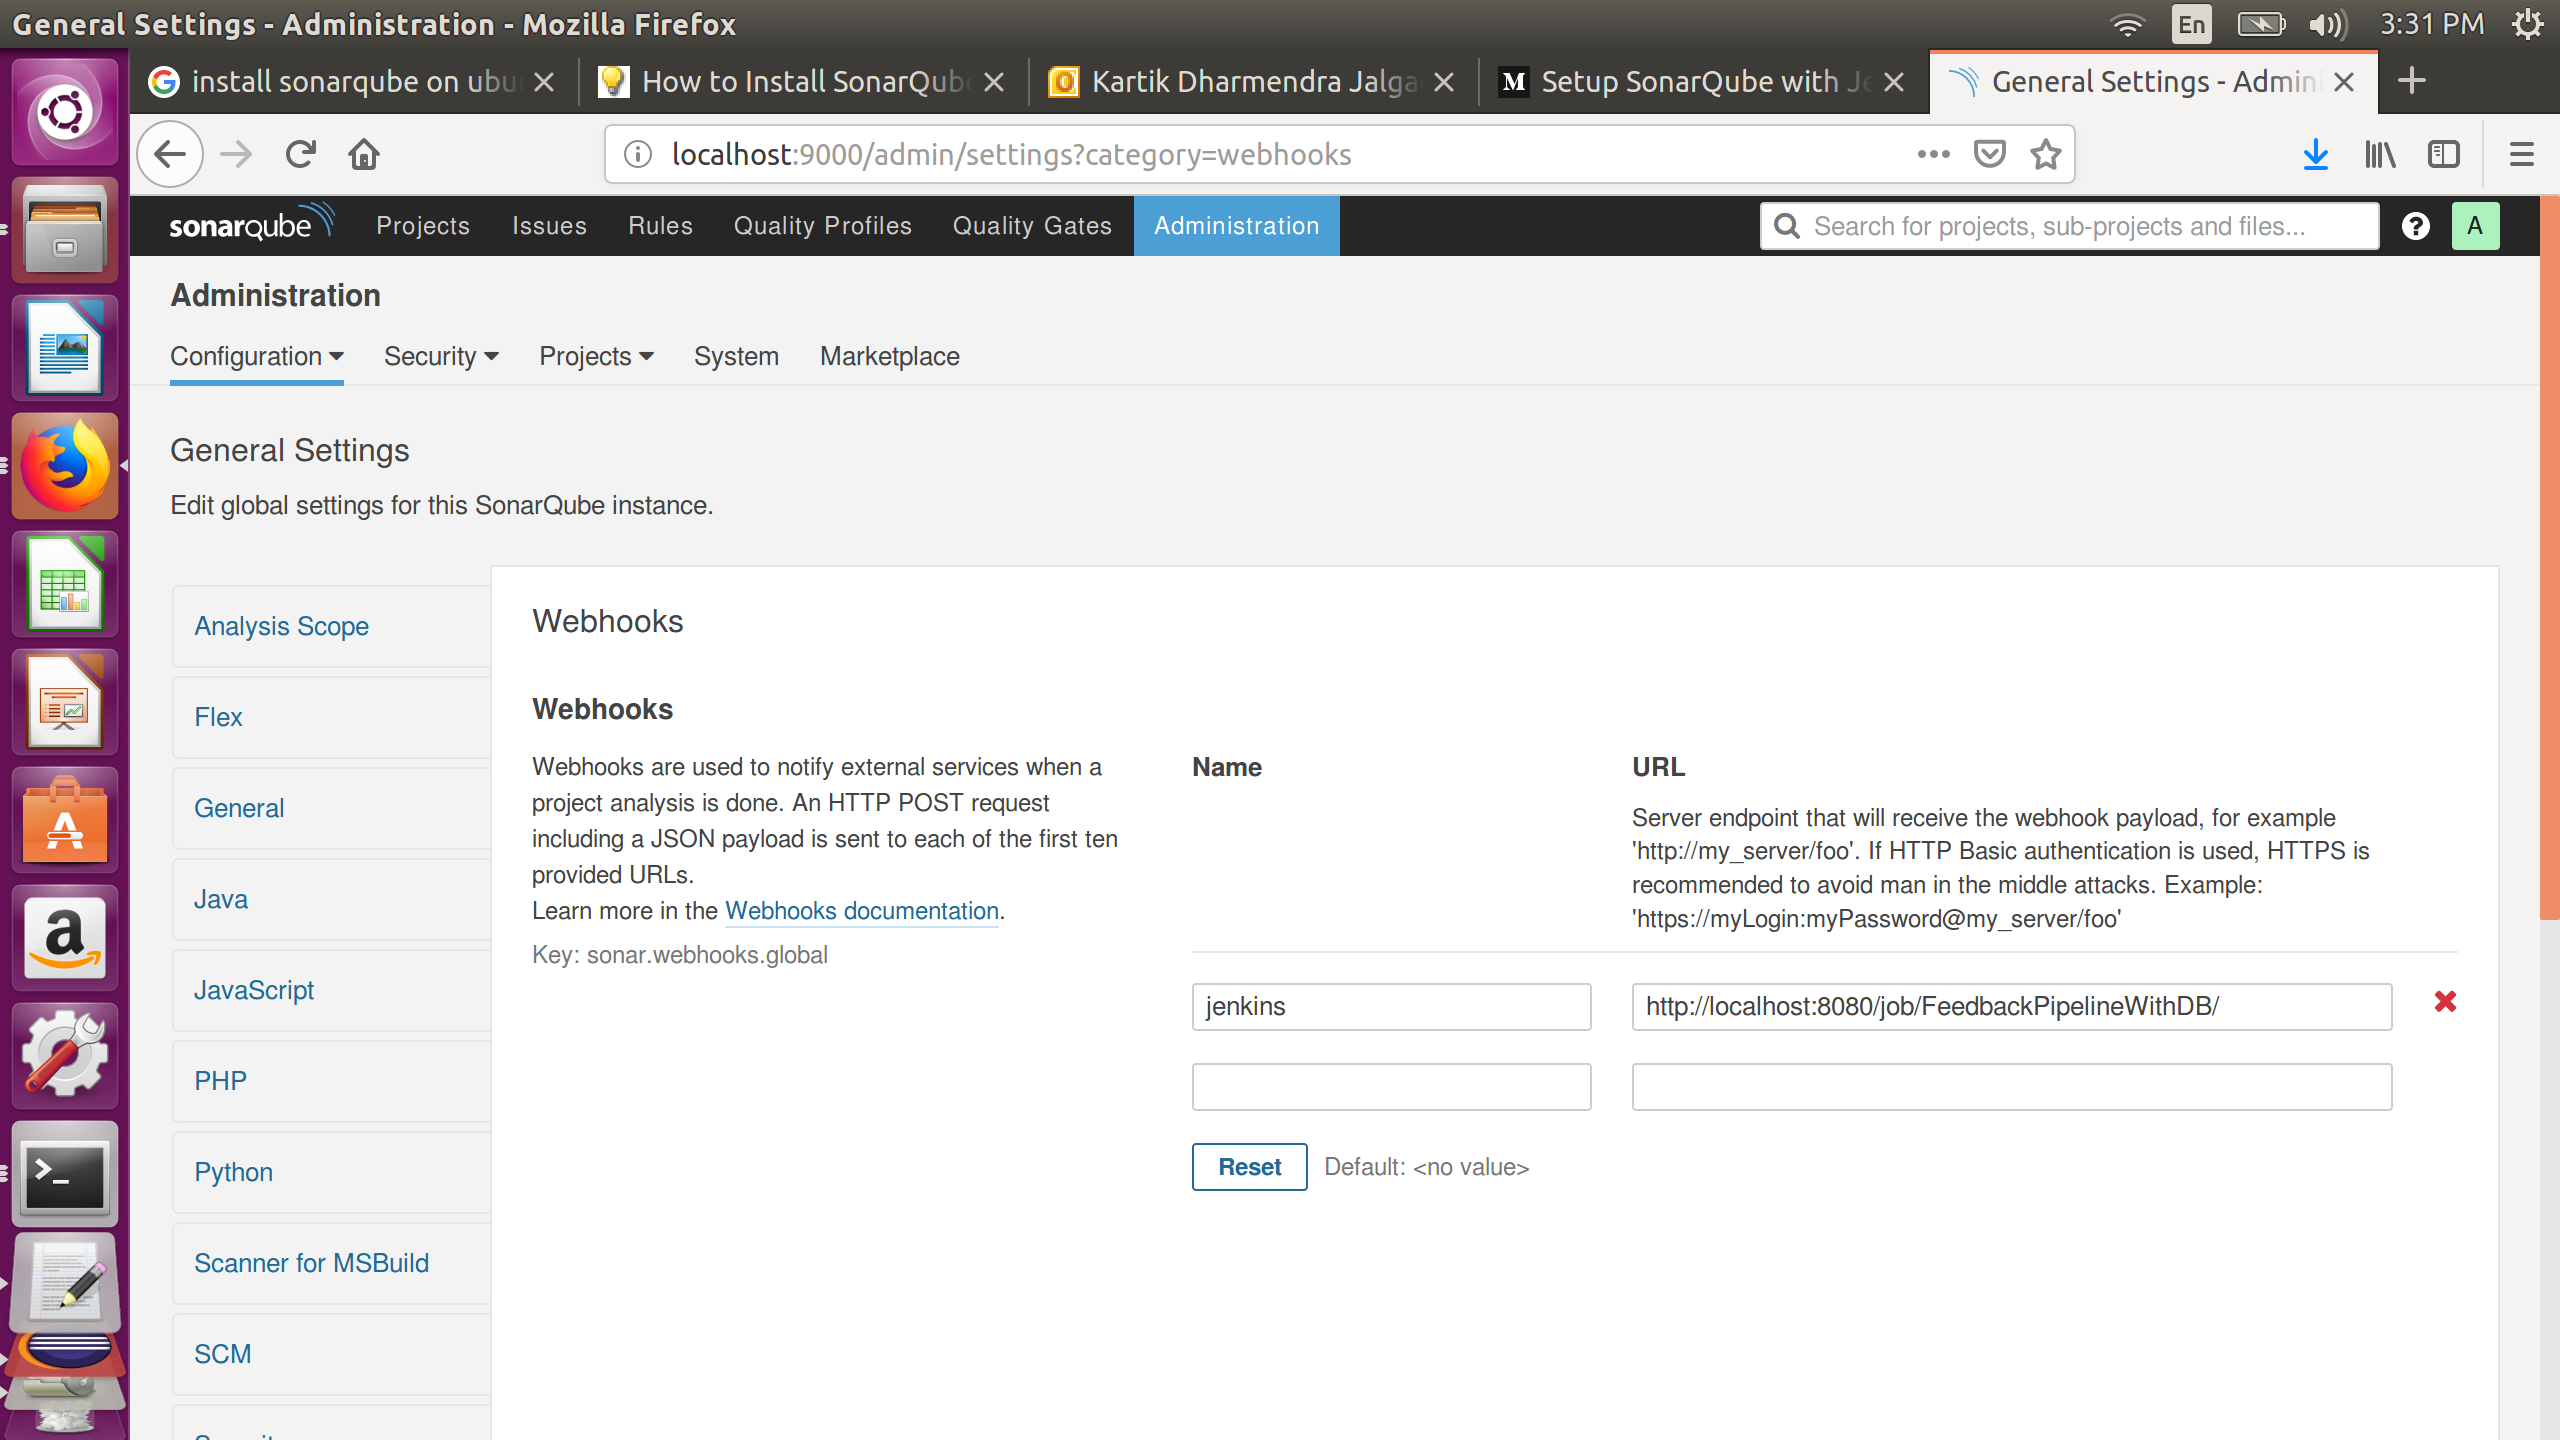 General Settings - Administration - Mozilla Firefox
En
3:31 PM
install sonarqube on ubu
How to Install SonarQube
Kartik Dharmendra Jalga
M
Setup SonarQube with Je
General Settings - Admini
localhost:9000/admin/settings?category=webhooks
sonarqube
Projects
Issues
Rules
Quality Profiles
Quality Gates
Administration
Search for projects, sub-projects and files...
?
A
Administration
Configuration
Security
Projects
System
Marketplace
General Settings
Edit global settings for this SonarQube instance.
Analysis Scope
Flex
General
Java
JavaScript
PHP
Python
Scanner for MSBuild
SCM
Webhooks
Webhooks
Webhooks are used to notify external services when a
project analysis is done. An HTTP POST request
including a JSON payload is sent to each of the first ten
provided URLs.
Learn more in the Webhooks documentation.
Key: sonar.webhooks.global
Name
URL
Server endpoint that will receive the webhook payload, for example
'http://my_server/foo'. If HTTP Basic authentication is used, HTTPS is
recommended to avoid man in the middle attacks. Example:
'https://myLogin:myPassword@my_server/foo'
jenkins
http://localhost:8080/job/FeedbackPipelineWithDB/
Reset
Default: <no value>